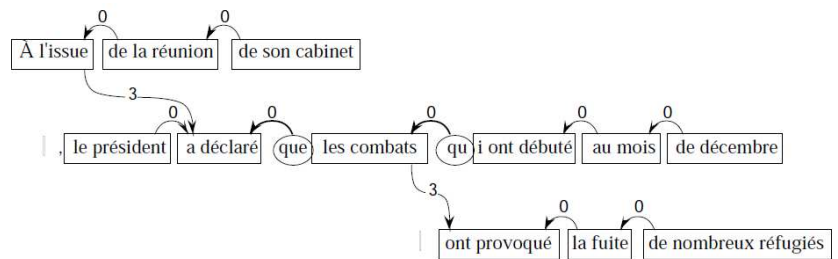 0 0
À l'issue de la réunion de son cabinet
3
0 0 0 0 0
, le président a déclaré que les combats qu i ont débuté au mois de décembre
3
0 0
ont provoqué la fuite de nombreux réfugiés